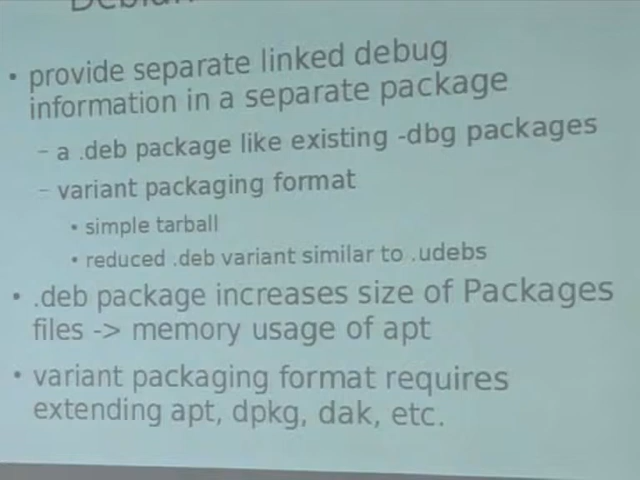 • provide separate linked debug
information in a separate package
– a .deb package like existing -dbg packages
– variant packaging format
• simple tarball
• reduced .deb variant similar to .udebs
• .deb package increases size of Packages
files -> memory usage of apt
• variant packaging format requires
extending apt, dpkg, dak, etc.